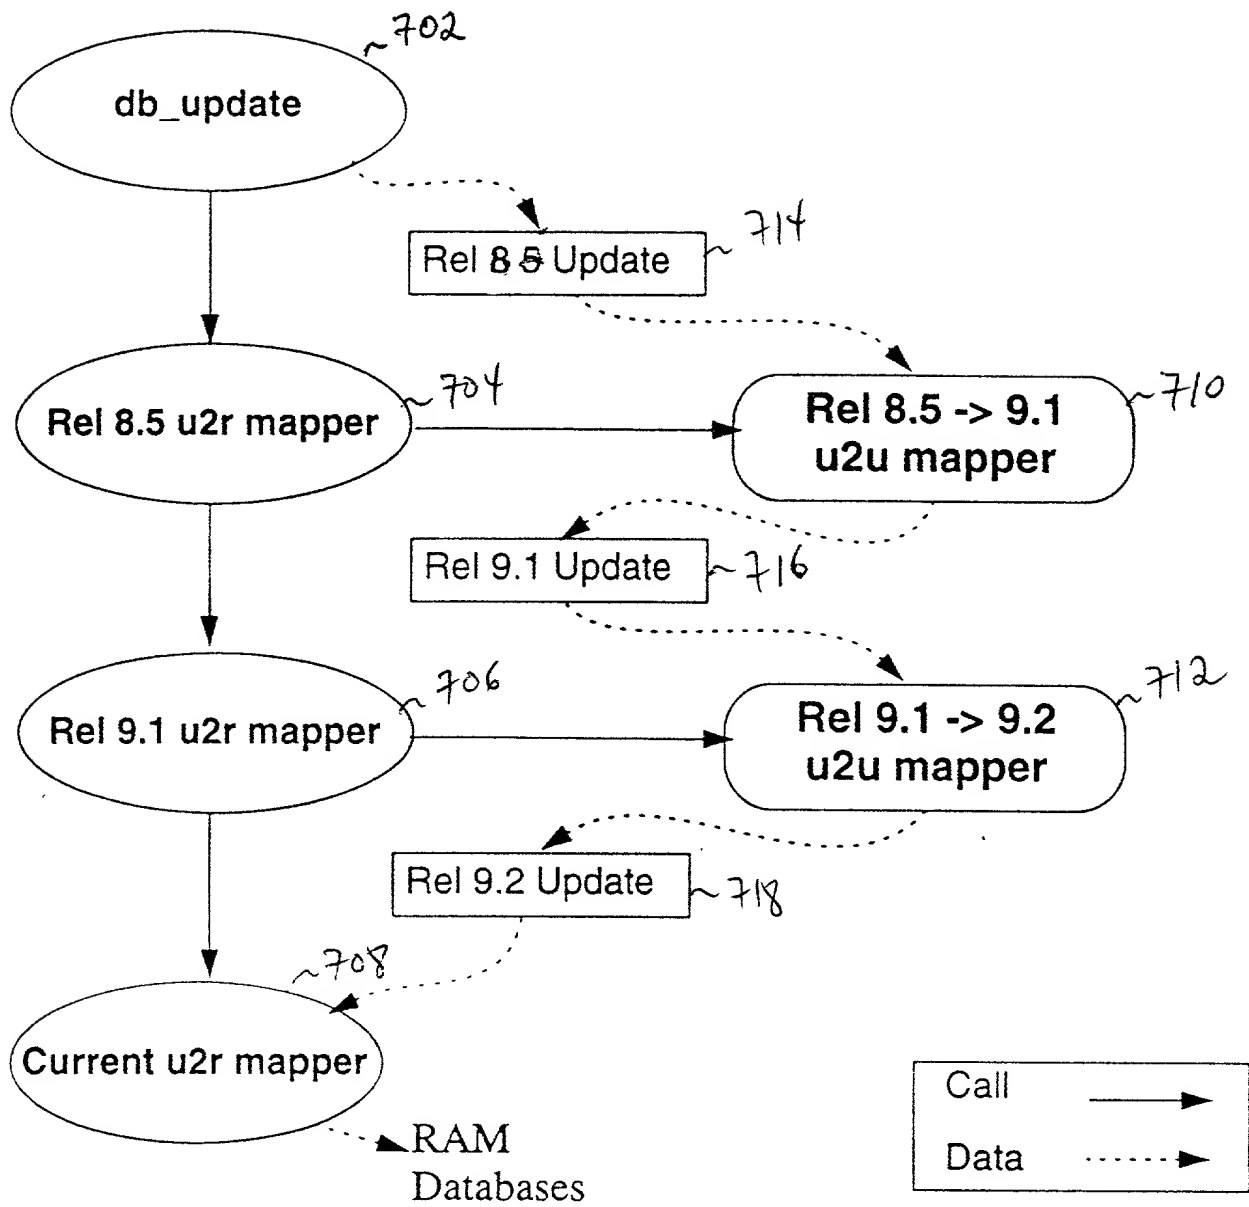 702
db_update
714
Rel 8.5 Update
704
Rel 8.5 u2r mapper
710
Rel 8.5 -> 9.1
u2u mapper
Rel 9.1 Update
716
706
Rel 9.1 u2r mapper
712
Rel 9.1 -> 9.2
u2u mapper
Rel 9.2 Update
718
708
Current u2r mapper
RAM
Databases
Call
Data